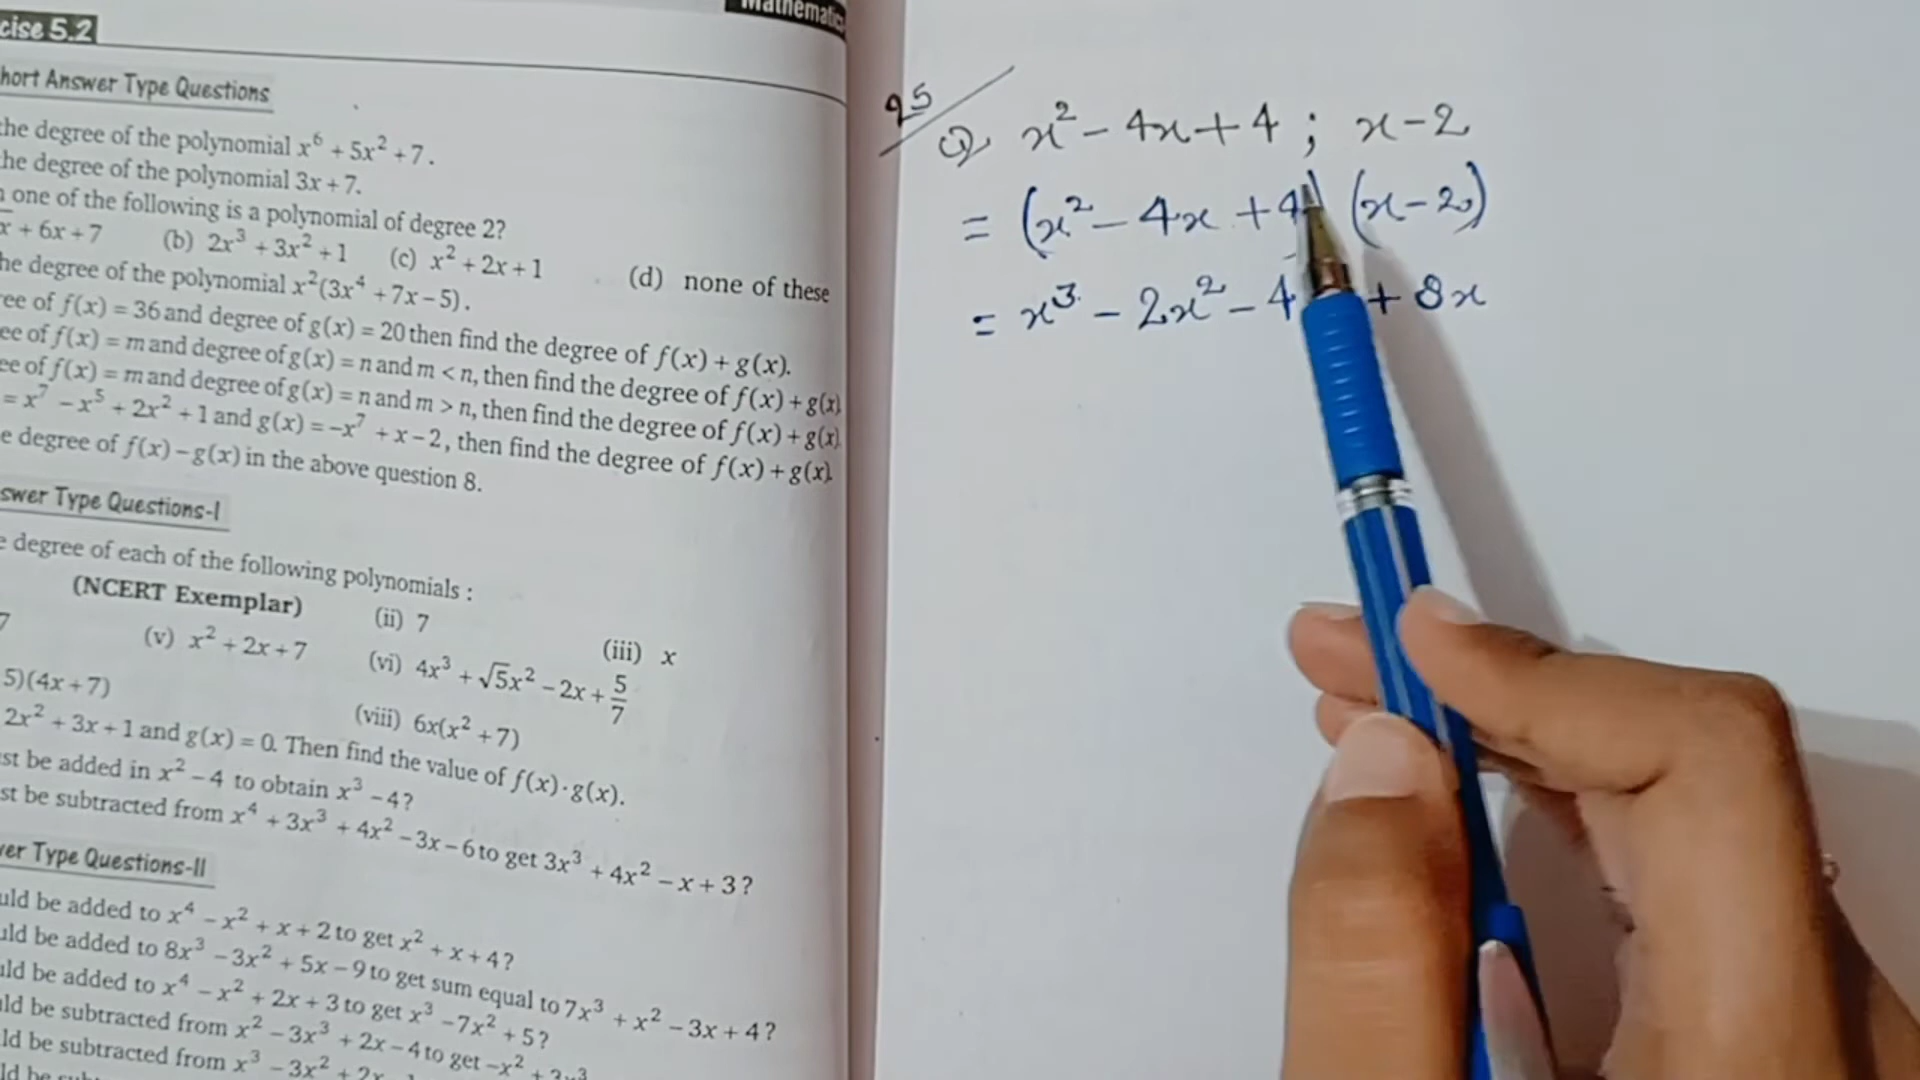 Mathematic
cise 5.2
hort Answer Type Questions
the degree of the polynomial x⁶ + 5x² + 7.
the degree of the polynomial 3x + 7.
one of the following is a polynomial of degree 2?
x + 6x + 7 (b) 2x³ + 3x² + 1 (c) x² + 2x + 1 (d) none of these
he degree of the polynomial x²(3x⁴ + 7x − 5).
ree of f(x) = 36 and degree of g(x) = 20 then find the degree of f(x) + g(x).
ee of f(x) = m and degree of g(x) = n and m < n, then find the degree of f(x) + g(x)
ee of f(x) = m and degree of g(x) = n and m > n, then find the degree of f(x) + g(x)
= x⁷ − x⁵ + 2x² + 1 and g(x) = −x⁷ + x − 2, then find the degree of f(x) + g(x).
e degree of f(x) − g(x) in the above question 8.
swer Type Questions-I
e degree of each of the following polynomials :
(NCERT Exemplar) (ii) 7 (iii) x
7 (v) x² + 2x + 7 (vi) 4x³ + √5x² − 2x + 5/7
5)(4x + 7) (viii) 6x(x² + 7)
2x² + 3x + 1 and g(x) = 0. Then find the value of f(x)·g(x).
st be added in x² − 4 to obtain x³ − 4?
st be subtracted from x⁴ + 3x³ + 4x² − 3x − 6 to get 3x³ + 4x² − x + 3?
wer Type Questions-II
uld be added to x⁴ − x² + x + 2 to get x² + x + 4?
uld be added to 8x³ − 3x² + 5x − 9 to get sum equal to 7x³ + x² − 3x + 4?
uld be added to x⁴ − x² + 2x + 3 to get x³ − 7x² + 5?
uld be subtracted from x² − 3x³ + 2x − 4 to get −x²
ld be subtracted from x³ − 3x² + 2x
25
x² − 4x + 4 ; x − 2
= (x² − 4x + 4) (x − 2)
= x³ − 2x² − 4 + 8x